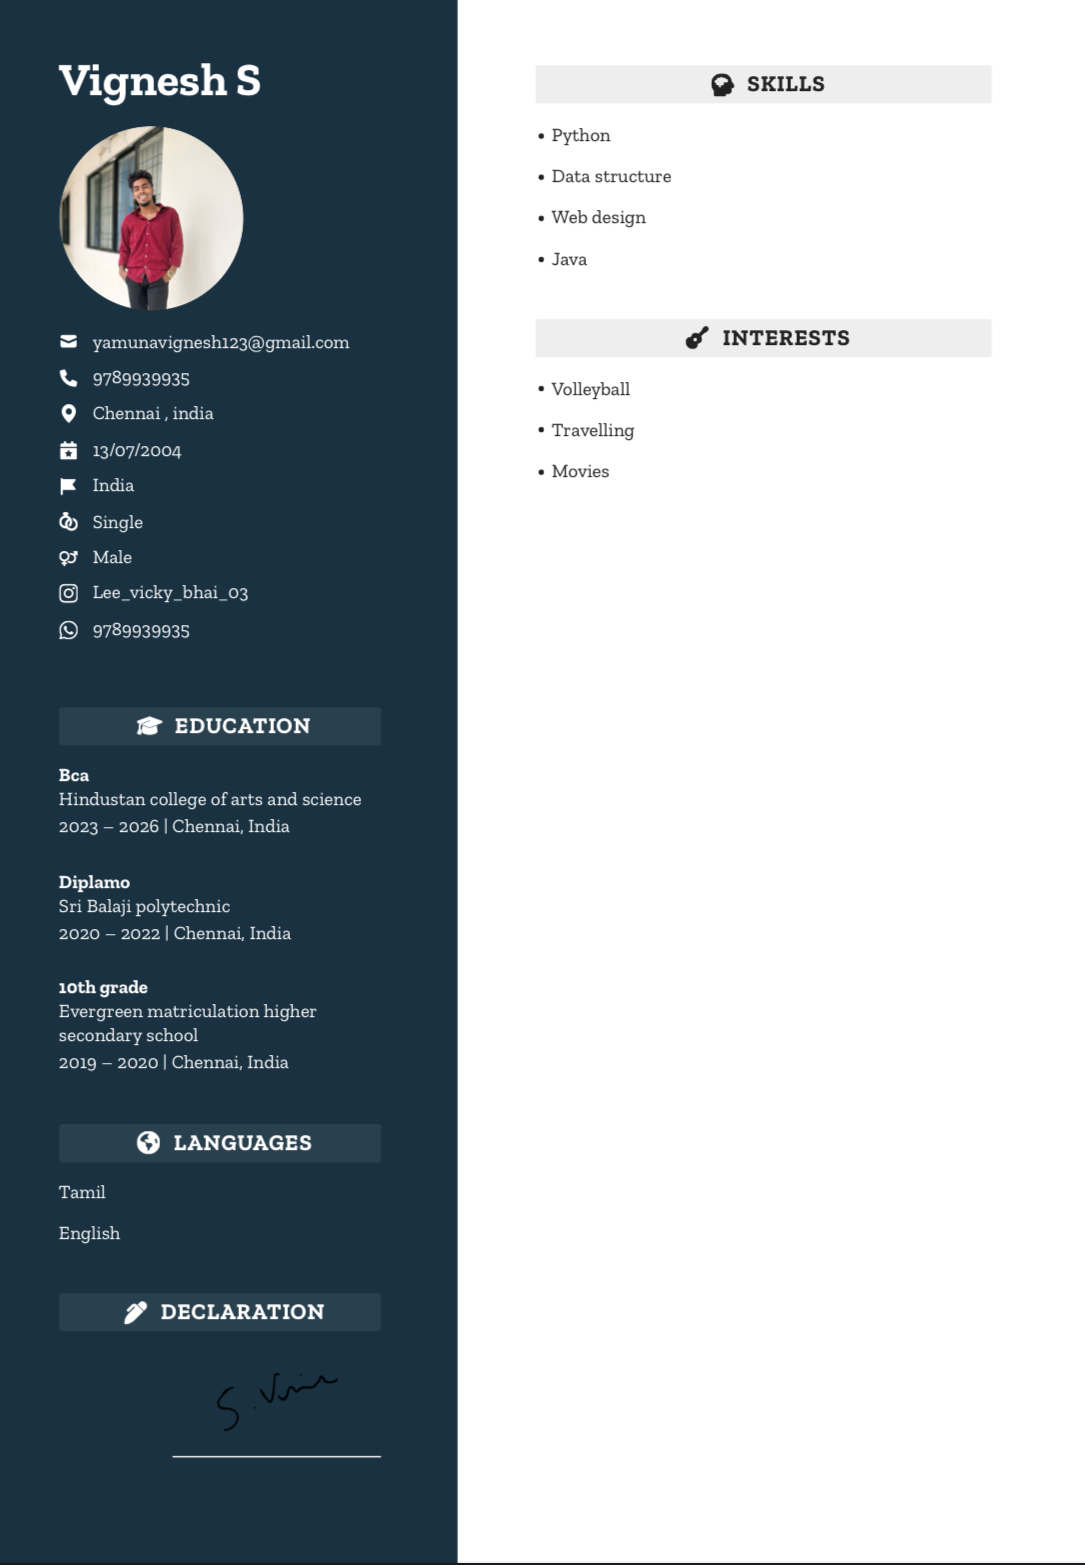 Vignesh S
yamunavignesh123@gmail.com
9789939935
Chennai , india
13/07/2004
India
Single
Male
Lee_vicky_bhai_03
9789939935
EDUCATION
Bca
Hindustan college of arts and science
2023 – 2026 | Chennai, India
Diplamo
Sri Balaji polytechnic
2020 – 2022 | Chennai, India
10th grade
Evergreen matriculation higher
secondary school
2019 – 2020 | Chennai, India
LANGUAGES
Tamil
English
DECLARATION
SKILLS
• Python
• Data structure
• Web design
• Java
INTERESTS
• Volleyball
• Travelling
• Movies